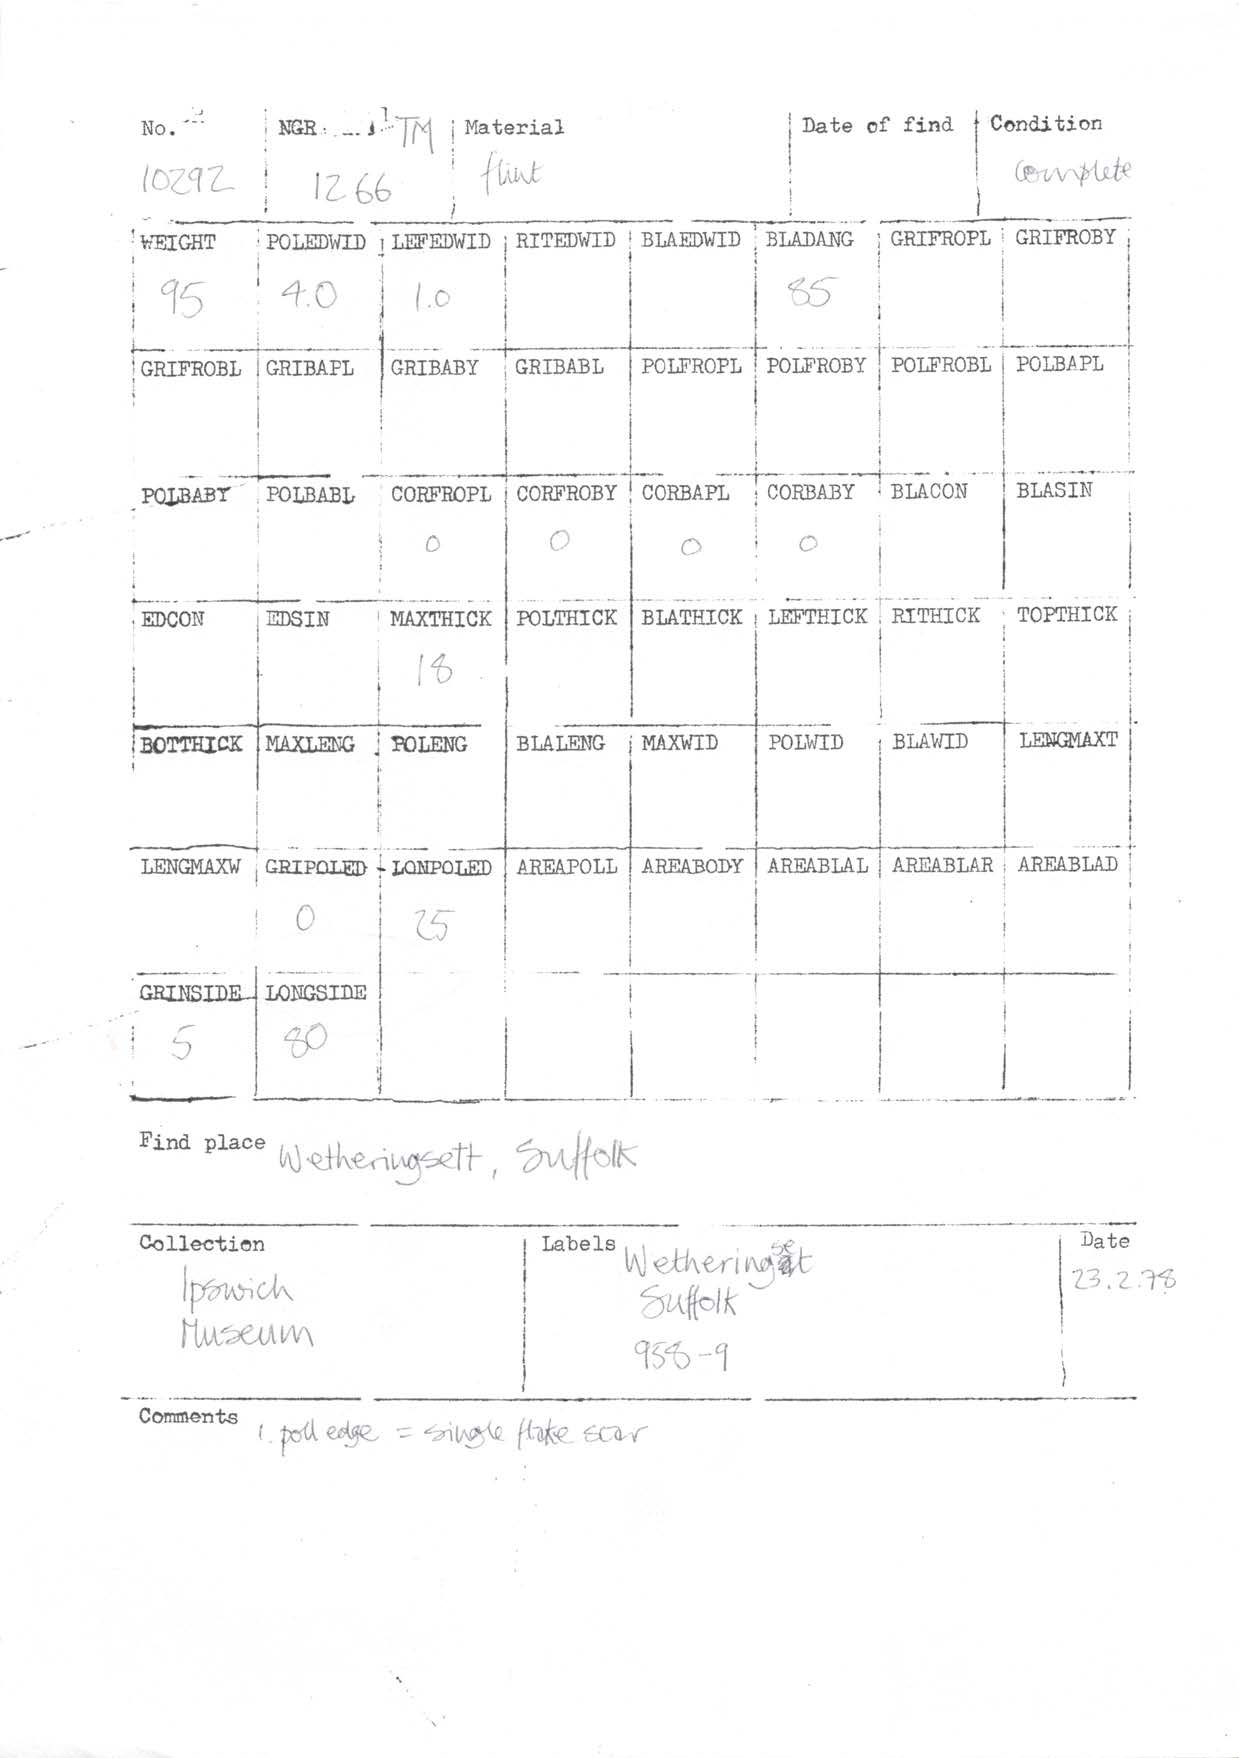 No. NGR TM Material Date of find Condition
10292 1266 flint complete
WEIGHT POLEDWID LEFEDWID RITEDWID BLAEDWID BLADANG GRIFROPL GRIFROBY
95 4.0 1.0 85
GRIFROBL GRIBAPL GRIBABY GRIBABL POLFROPL POLFROBY POLFROBL POLBAPL
POLBABY POLBABL CORFROPL CORFROBY CORBAPL CORBABY BLACON BLASIN
0 0 0 0
EDCON EDSIN MAXTHICK POLTHICK BLATHICK LEFTHICK RITHICK TOPTHICK
18
BOTTHICK MAXLENG POLENG BLALENG MAXWID POLWID BLAWID LENGMAXT
LENGMAXW GRIPOLED LONPOLED AREAPOLL AREABODY AREABLAL AREABLAR AREABLAD
0 25
GRINSIDE LONGSIDE
5 80
Find place Wetheringsett, Suffolk
Collection Labels Wetheringset Date
Ipswich Suffolk 23.2.78
Museum 958-9
Comments 1. poll edge = single flake scar